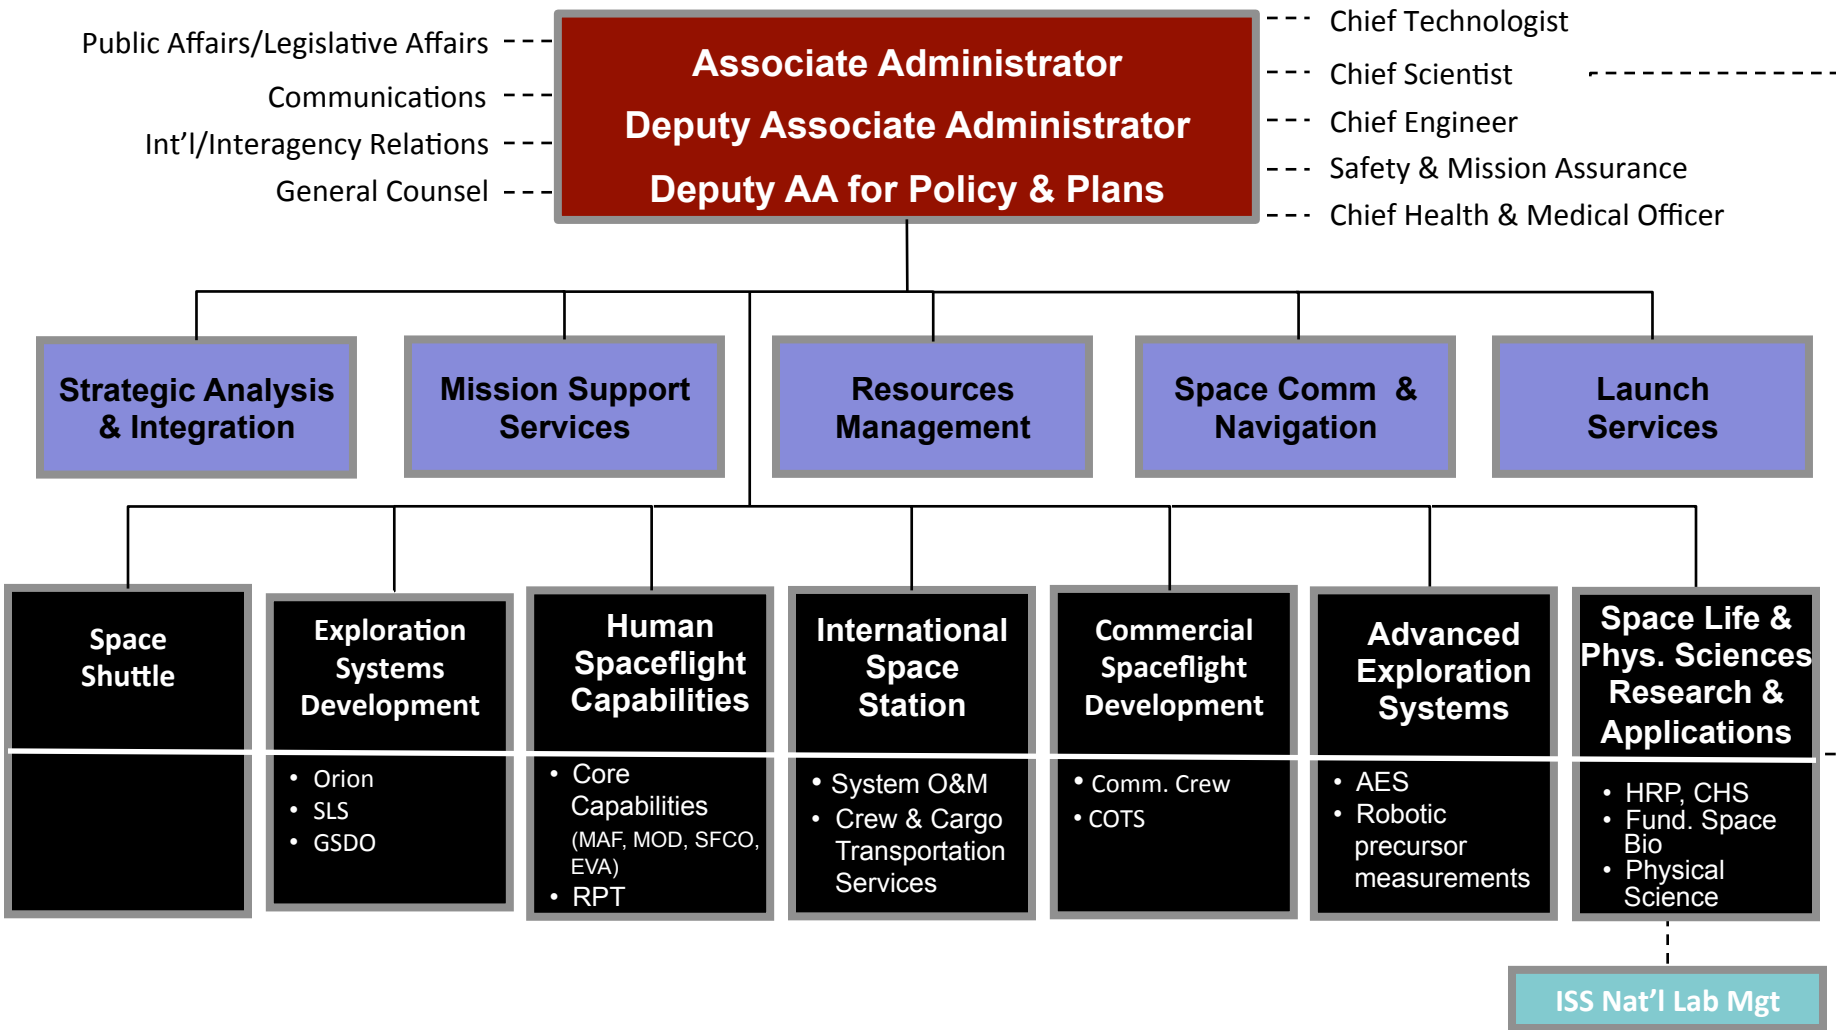 Public Affairs/Legislative Affairs
Communications
Int’l/Interagency Relations
General Counsel
Associate Administrator
Deputy Associate Administrator
Deputy AA for Policy & Plans
Chief Technologist
Chief Scientist
Chief Engineer
Safety & Mission Assurance
Chief Health & Medical Officer
Strategic Analysis
& Integration
Mission Support
Services
Resources
Management
Space Comm &
Navigation
Launch
Services
Space
Shuttle
Exploration
Systems
Development
• Orion
• SLS
• GSDO
Human
Spaceflight
Capabilities
• Core
Capabilities
(MAF, MOD, SFCO,
EVA)
• RPT
International
Space
Station
• System O&M
• Crew & Cargo
Transportation
Services
Commercial
Spaceflight
Development
• Comm. Crew
• COTS
Advanced
Exploration
Systems
• AES
• Robotic
precursor
measurements
Space Life &
Phys. Sciences
Research &
Applications
• HRP, CHS
• Fund. Space
Bio
• Physical
Science
ISS Nat’l Lab Mgt